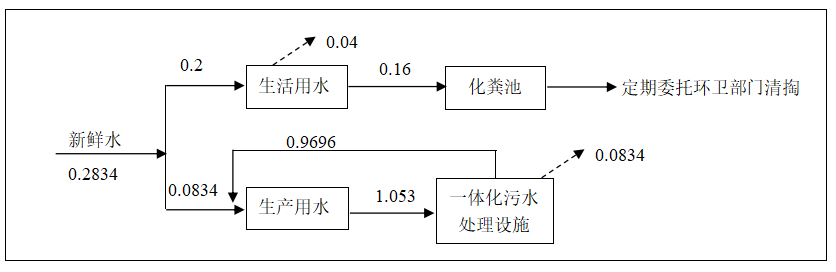 0.04
0.2
0.16
生活用水
化粪池
定期委托环卫部门清掏
新鲜水
0.2834
0.9696
0.0834
0.0834
生产用水
1.053
一体化污水
处理设施